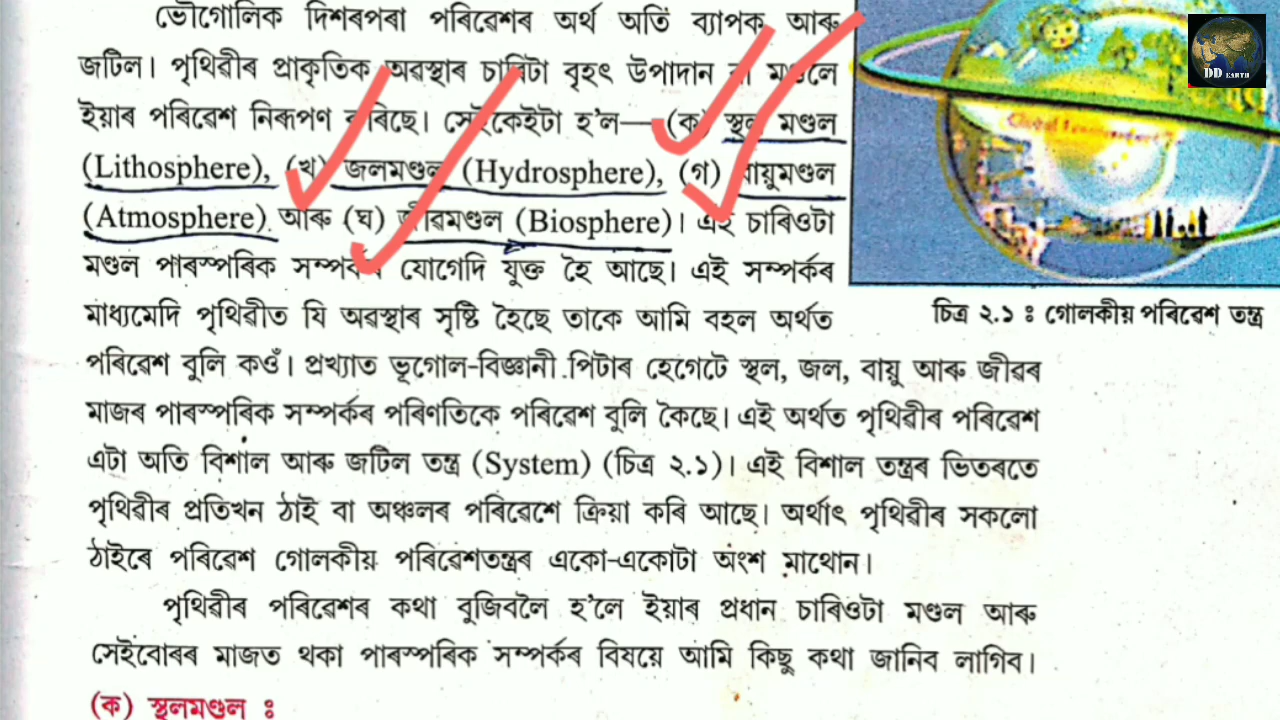 ভৌগোলিক দিশৰপৰা পৰিৱেশৰ অৰ্থ অতি ব্যাপক আৰু
জটিল। পৃথিৱীৰ প্ৰাকৃতিক অৱস্থাৰ চাৰিটা বৃহৎ উপাদান বা মণ্ডলে
ইয়াৰ পৰিৱেশ নিৰূপণ কৰিছে। সেইকেইটা হ'ল— (ক) স্থল মণ্ডল
(Lithosphere), (খ) জলমণ্ডল (Hydrosphere), (গ) বায়ুমণ্ডল
(Atmosphere) আৰু (ঘ) জীৱমণ্ডল (Biosphere)। এই চাৰিওটা
মণ্ডল পাৰস্পৰিক সম্পৰ্কৰ যোগেদি যুক্ত হৈ আছে। এই সম্পৰ্কৰ
মাধ্যমেদি পৃথিৱীত যি অৱস্থাৰ সৃষ্টি হৈছে তাকে আমি বহল অৰ্থত
পৰিৱেশ বুলি কওঁ। প্ৰখ্যাত ভূগোল-বিজ্ঞানী পিটাৰ হেগেটে স্থল, জল, বায়ু আৰু জীৱৰ
মাজৰ পাৰস্পৰিক সম্পৰ্কৰ পৰিণতিকে পৰিৱেশ বুলি কৈছে। এই অৰ্থত পৃথিৱীৰ পৰিৱেশ
এটা অতি বিশাল আৰু জটিল তন্ত্ৰ (System) (চিত্ৰ ২.১)। এই বিশাল তন্ত্ৰৰ ভিতৰতে
পৃথিৱীৰ প্ৰতিখন ঠাই বা অঞ্চলৰ পৰিৱেশে ক্ৰিয়া কৰি আছে। অৰ্থাৎ পৃথিৱীৰ সকলো
ঠাইৰে পৰিৱেশ গোলকীয় পৰিৱেশতন্ত্ৰৰ একো-একোটা অংশ মাথোন।
পৃথিৱীৰ পৰিৱেশৰ কথা বুজিবলৈ হ'লে ইয়াৰ প্ৰধান চাৰিওটা মণ্ডল আৰু
সেইবোৰৰ মাজত থকা পাৰস্পৰিক সম্পৰ্কৰ বিষয়ে আমি কিছু কথা জানিব লাগিব।
(ক) স্থলমণ্ডল ঃ
চিত্ৰ ২.১ ঃ গোলকীয় পৰিৱেশ তন্ত্ৰ
DD EARTH